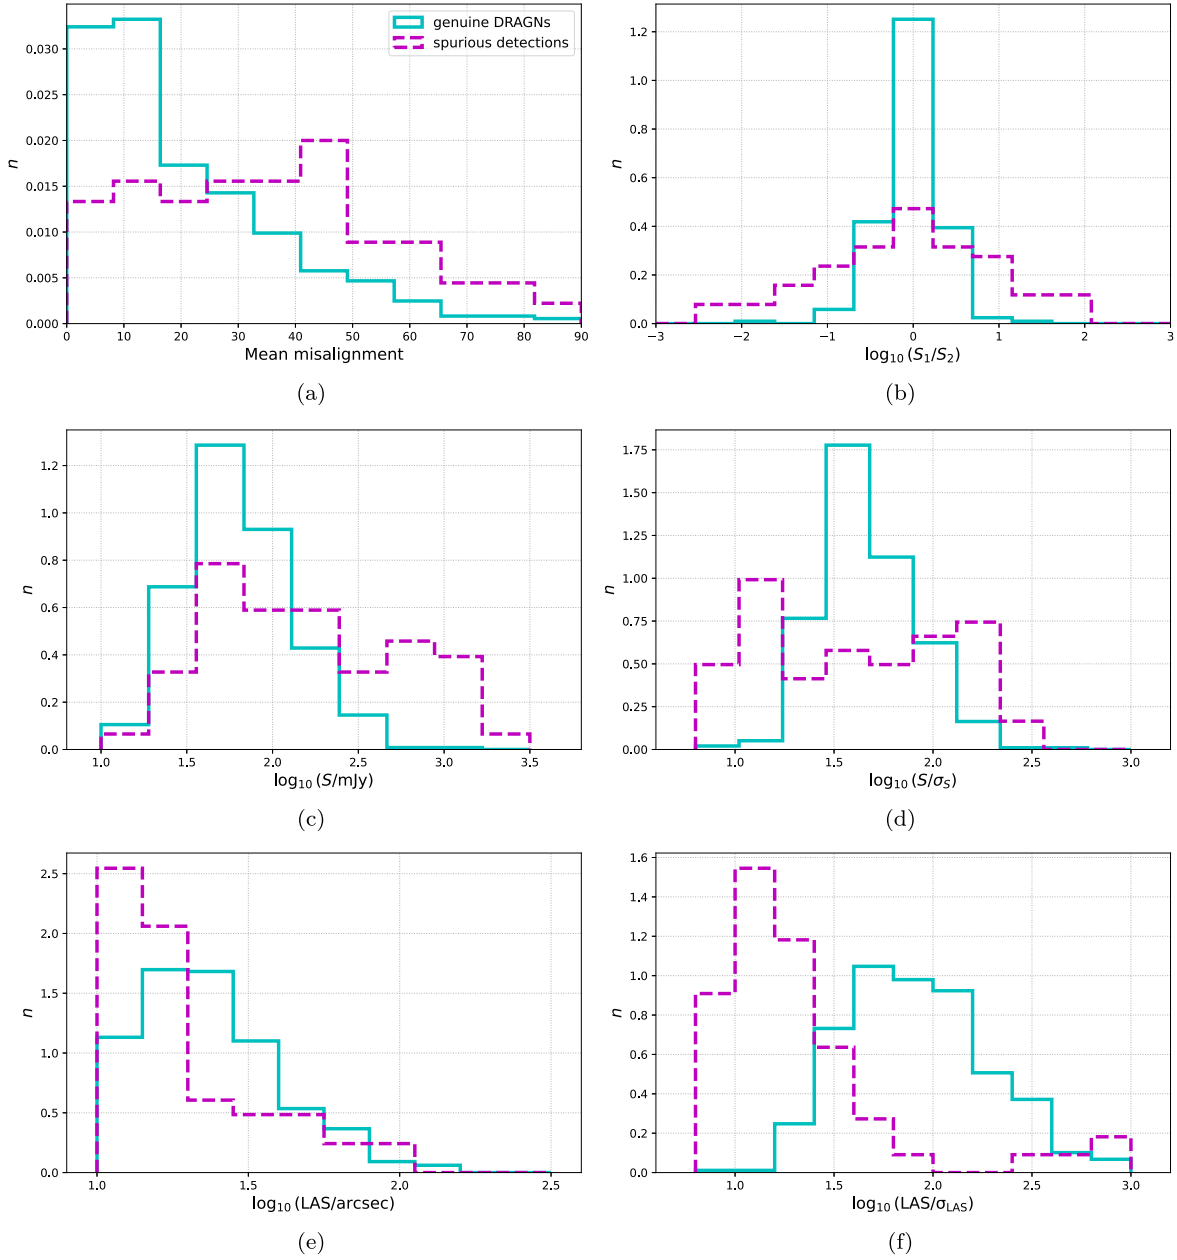 genuine DRAGNs
spurious detections
0.030
0.025
0.020
0.015
0.010
0.005
0.000
n
0 10 20 30 40 50 60 70 80 90
Mean misalignment
(a)
1.2
1.0
0.8
0.6
0.4
0.2
0.0
n
−3 −2 −1 0 1 2 3
log10 (S1/S2)
(b)
1.2
1.0
0.8
0.6
0.4
0.2
0.0
n
1.0 1.5 2.0 2.5 3.0 3.5
log10 (S/mJy)
(c)
1.75
1.50
1.25
1.00
0.75
0.50
0.25
0.00
n
1.0 1.5 2.0 2.5 3.0
log10 (S/σS)
(d)
2.5
2.0
1.5
1.0
0.5
0.0
n
1.0 1.5 2.0 2.5
log10 (LAS/arcsec)
(e)
1.6
1.4
1.2
1.0
0.8
0.6
0.4
0.2
0.0
n
1.0 1.5 2.0 2.5 3.0
log10 (LAS/σLAS)
(f)